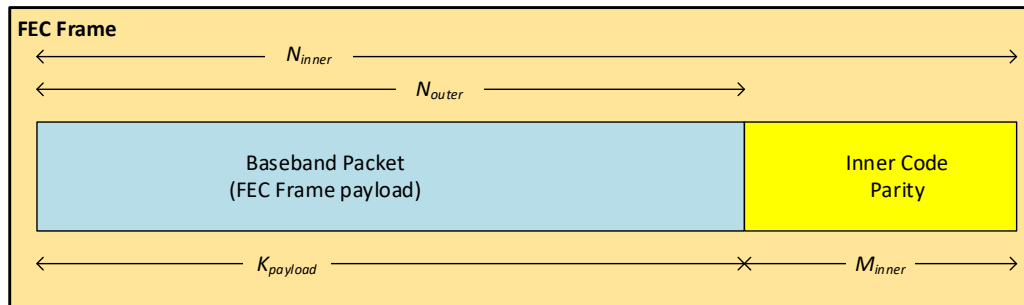 FEC Frame
N_inner
N_outer
Baseband Packet
(FEC Frame payload)
Inner Code
Parity
K_payload
M_inner